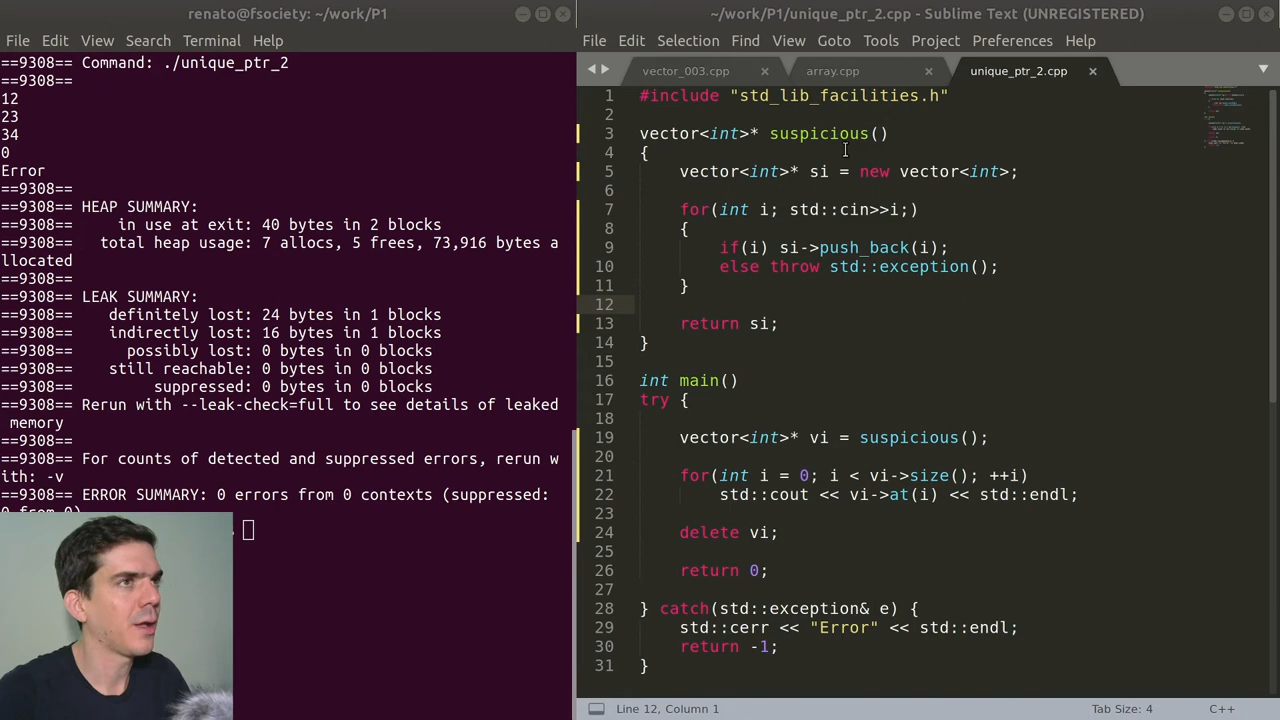 renato@fsociety: ~/work/P1
File Edit View Search Terminal Help
==9308== Command: ./unique_ptr_2
==9308==
12
23
34
0
Error
==9308==
==9308== HEAP SUMMARY:
==9308==     in use at exit: 40 bytes in 2 blocks
==9308==   total heap usage: 7 allocs, 5 frees, 73,916 bytes a
llocated
==9308==
==9308== LEAK SUMMARY:
==9308==    definitely lost: 24 bytes in 1 blocks
==9308==    indirectly lost: 16 bytes in 1 blocks
==9308==      possibly lost: 0 bytes in 0 blocks
==9308==    still reachable: 0 bytes in 0 blocks
==9308==         suppressed: 0 bytes in 0 blocks
==9308== Rerun with --leak-check=full to see details of leaked
 memory
==9308==
==9308== For counts of detected and suppressed errors, rerun w
ith: -v
==9308== ERROR SUMMARY: 0 errors from 0 contexts (suppressed:
0 from 0)
~/work/P1/unique_ptr_2.cpp - Sublime Text (UNREGISTERED)
File Edit Selection Find View Goto Tools Project Preferences Help
vector_003.cpp array.cpp unique_ptr_2.cpp
1 #include "std_lib_facilities.h"
2
3 vector<int>* suspicious()
4 {
5     vector<int>* si = new vector<int>;
6
7     for(int i; std::cin>>i;)
8     {
9         if(i) si->push_back(i);
10         else throw std::exception();
11     }
12
13     return si;
14 }
15
16 int main()
17 try {
18
19     vector<int>* vi = suspicious();
20
21     for(int i = 0; i < vi->size(); ++i)
22         std::cout << vi->at(i) << std::endl;
23
24     delete vi;
25
26     return 0;
27
28 } catch(std::exception& e) {
29     std::cerr << "Error" << std::endl;
30     return -1;
31 }
Line 12, Column 1 Tab Size: 4 C++